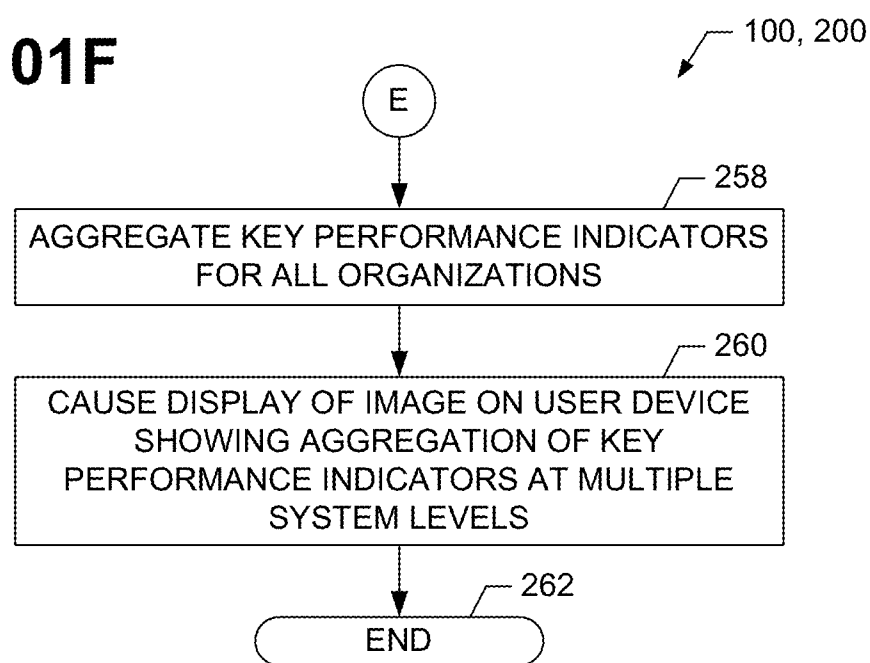 01F
100, 200
E
258
AGGREGATE KEY PERFORMANCE INDICATORS
FOR ALL ORGANIZATIONS
260
CAUSE DISPLAY OF IMAGE ON USER DEVICE
SHOWING AGGREGATION OF KEY
PERFORMANCE INDICATORS AT MULTIPLE
SYSTEM LEVELS
262
END